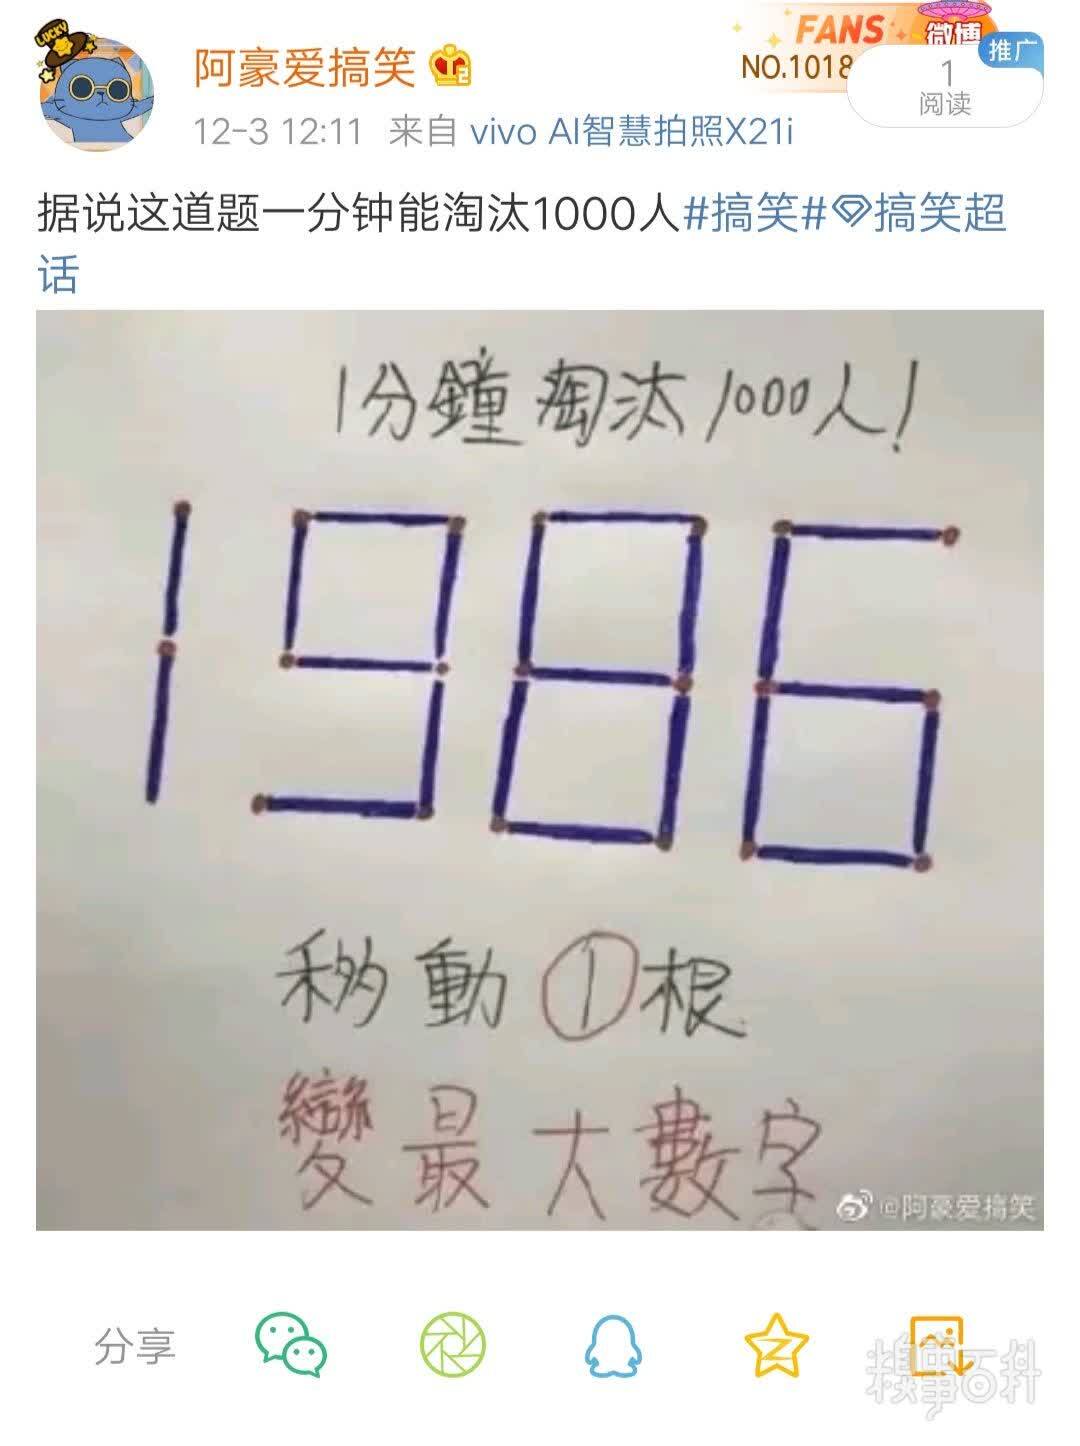 LUCKY
FANS
微博
阿豪爱搞笑
NO.1018
1
阅读
推广
12-3 12:11 来自 vivo AI智慧拍照X21i
据说这道题一分钟能淘汰1000人#搞笑#搞笑超
话
1分鐘淘汰1000人!
1986
移動①根
變最大數字
@阿豪爱搞笑
分享
糗事百科